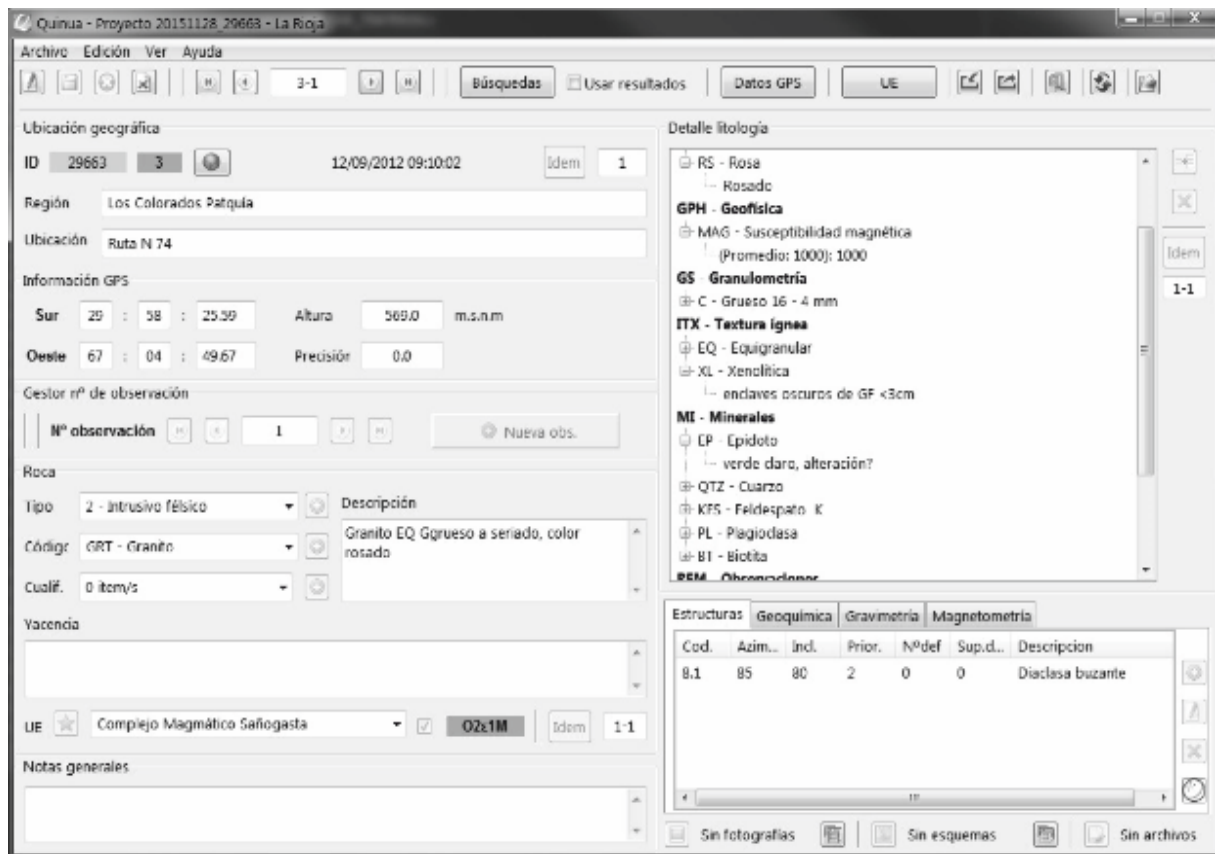 Quinua - Proyecto 20151128_29663 - La Rioja
Archivo Edición Ver Ayuda
3-1 Búsquedas Usar resultados Datos GPS UE
Ubicación geográfica
ID 29663 3 12/09/2012 09:10:02 Idem 1
Región Los Colorados Patquía
Ubicación Ruta N 74
Información GPS
Sur 29 : 58 : 25.59 Altura 569.0 m.s.n.m
Oeste 67 : 04 : 49.67 Precisión 0.0
Gestor nº de observación
Nº observación 1 Nueva obs.
Roca
Tipo 2 - Intrusivo félsico Descripción
Códigr GRT - Granito
Granito EQ Ggrueso a seriado, color
rosado
Cualif. 0 item/s
Yacencia
UE Complejo Magmático Sañogasta O2ε1M Idem 1-1
Notas generales
Detalle litología
RS - Rosa
Rosado
GPH - Geofísica
MAG - Susceptibilidad magnética
(Promedio: 1000): 1000
GS - Granulometría
C - Grueso 16 - 4 mm
ITX - Textura ígnea
EQ - Equigranular
XL - Xenolítica
enclaves oscuros de GF <3cm
MI - Minerales
EP - Epidoto
verde claro, alteración?
QTZ - Cuarzo
KFS - Feldespato K
PL - Plagioclasa
BT - Biotita
REM - Observaciones
Idem
1-1
Estructuras Geoquímica Gravimetría Magnetometría
Cod. Azim... Incl. Prior. Nºdef Sup.d... Descripcion
8.1 85 80 2 0 0 Diaclasa buzante
Sin fotografías Sin esquemas Sin archivos